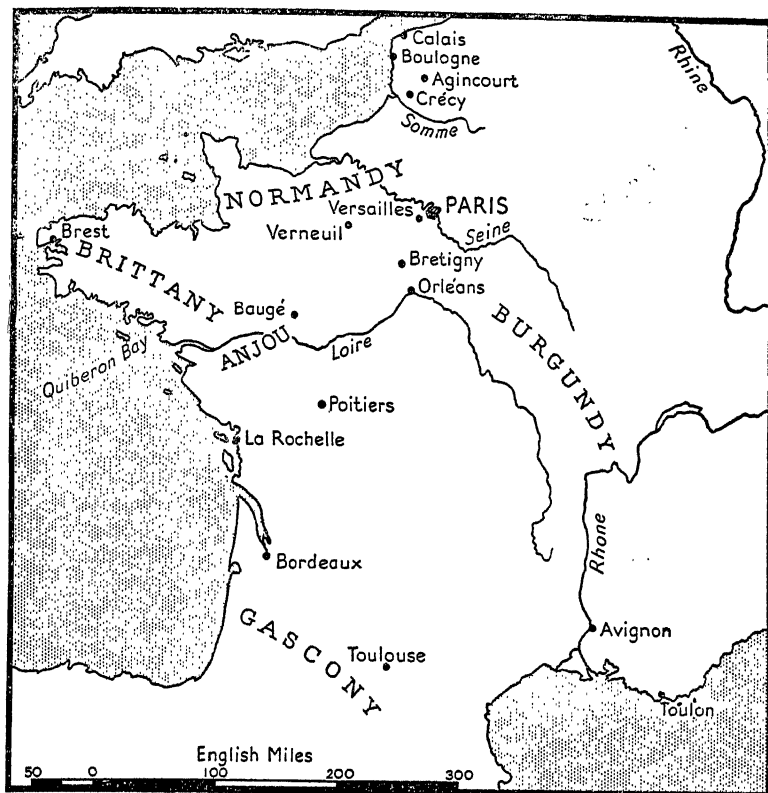 Calais
Boulogne
Agincourt
Crécy
Somme
Rhine
NORMANDY
Versailles
PARIS
Verneuil
Seine
Brest
BRITTANY
Bretigny
Orléans
Baugé
ANJOU
Loire
BURGUNDY
Quiberon Bay
Poitiers
La Rochelle
Bordeaux
Rhone
GASCONY
Toulouse
Avignon
Toulon
English Miles
50 0 100 200 300